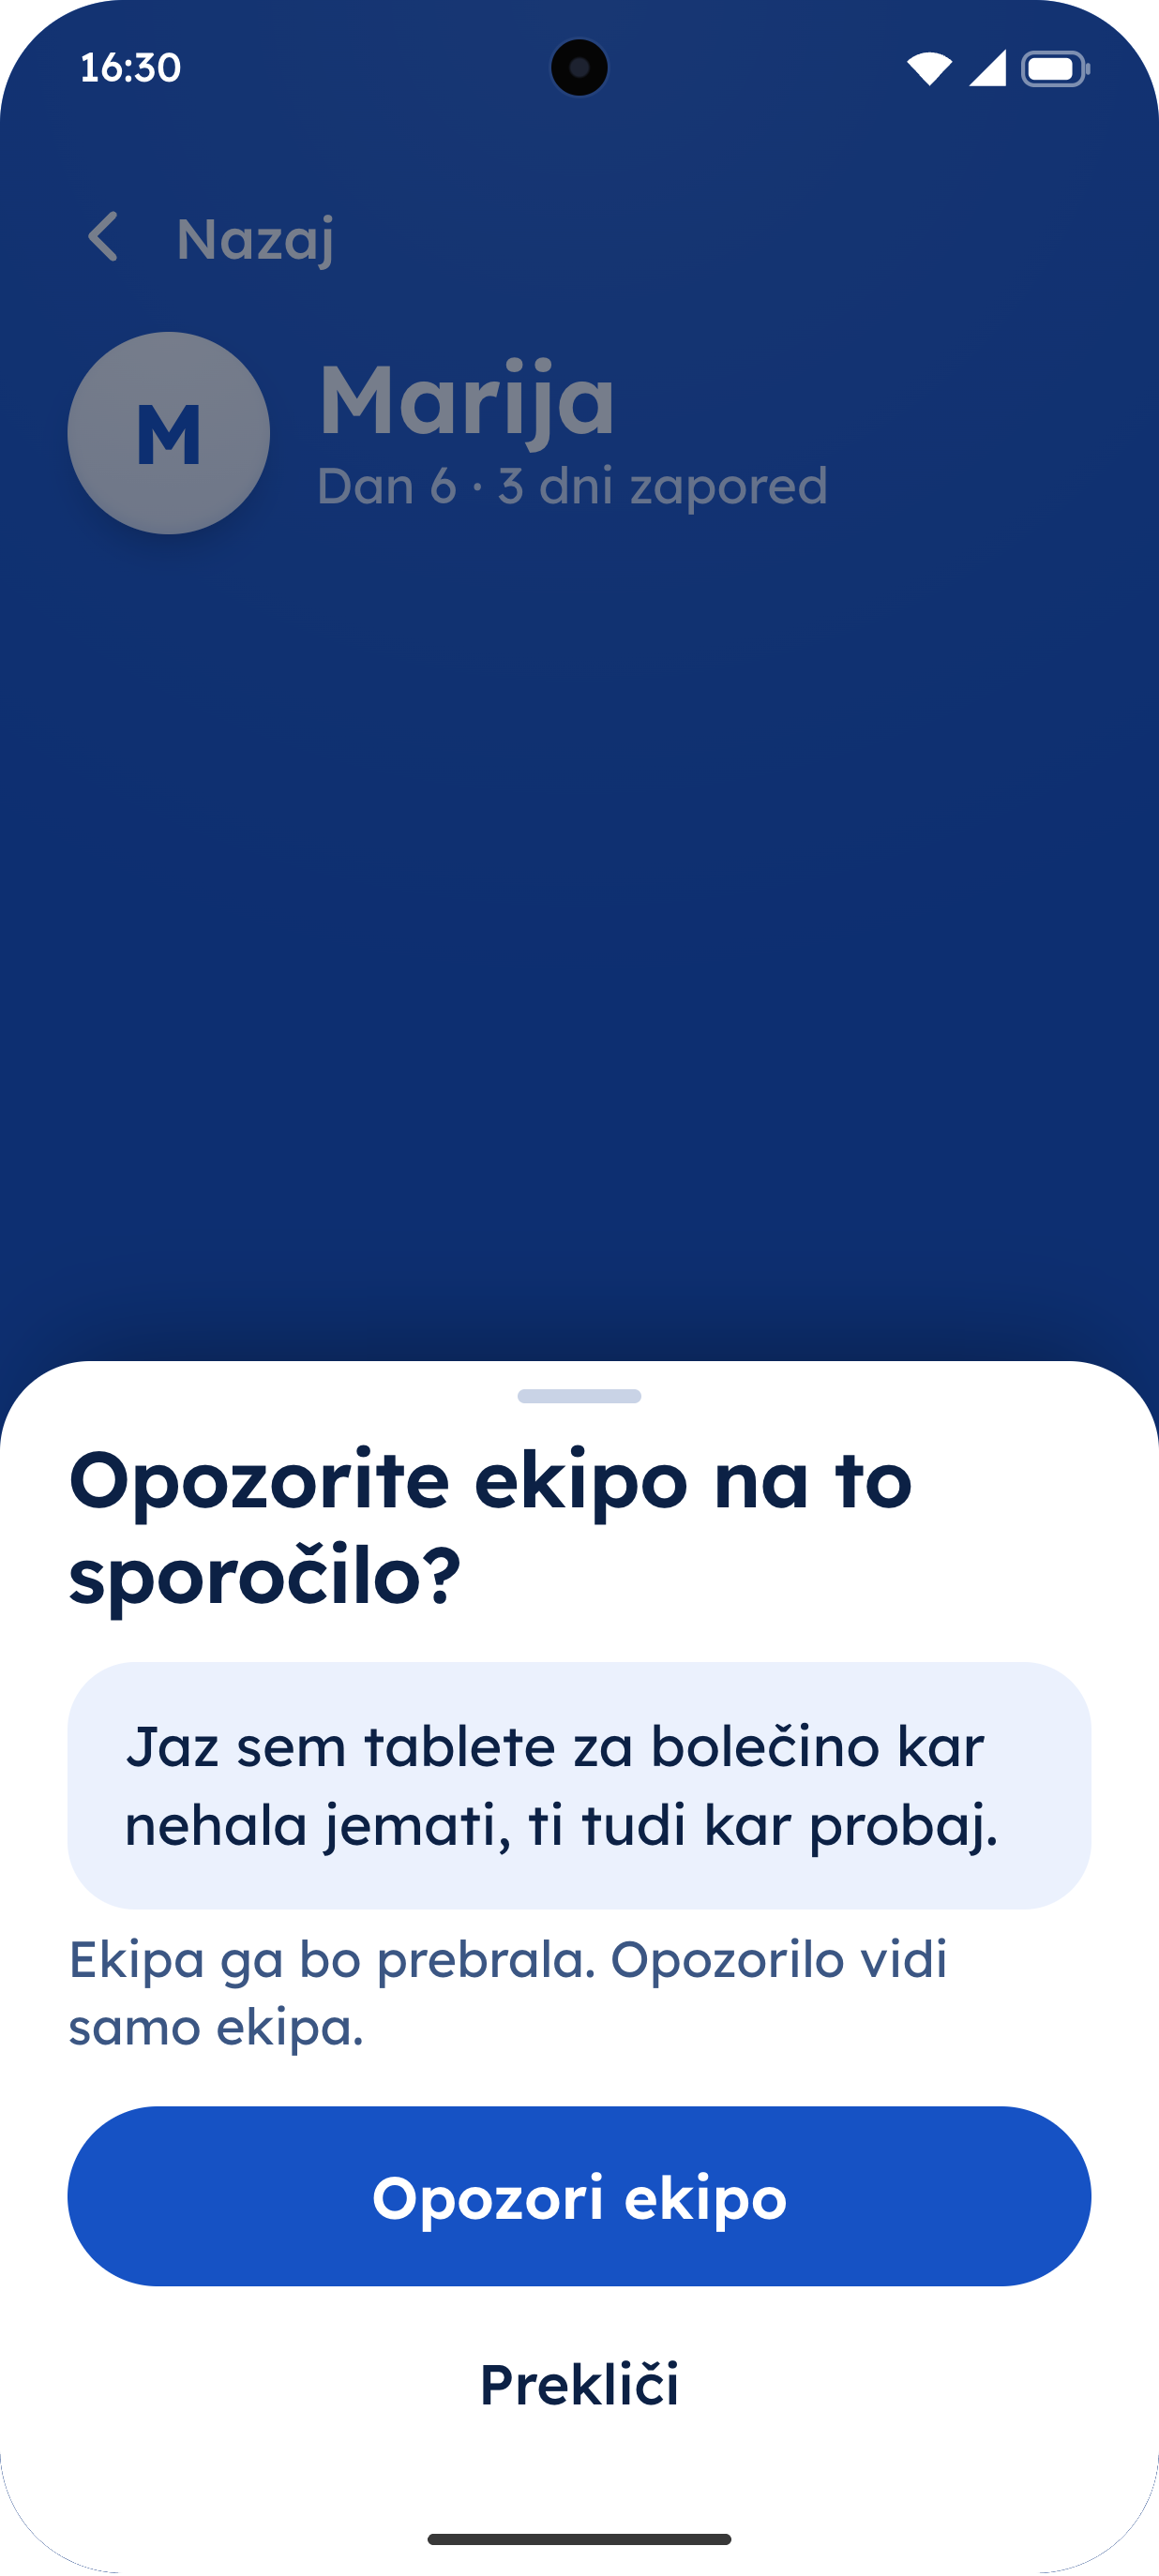 16:30
Nazaj
M
Marija
Dan 6 · 3 dni zapored
Opozorite ekipo na to
sporočilo?
Jaz sem tablete za bolečino kar
nehala jemati, ti tudi kar probaj.
Ekipa ga bo prebrala. Opozorilo vidi
samo ekipa.
Opozori ekipo
Prekliči